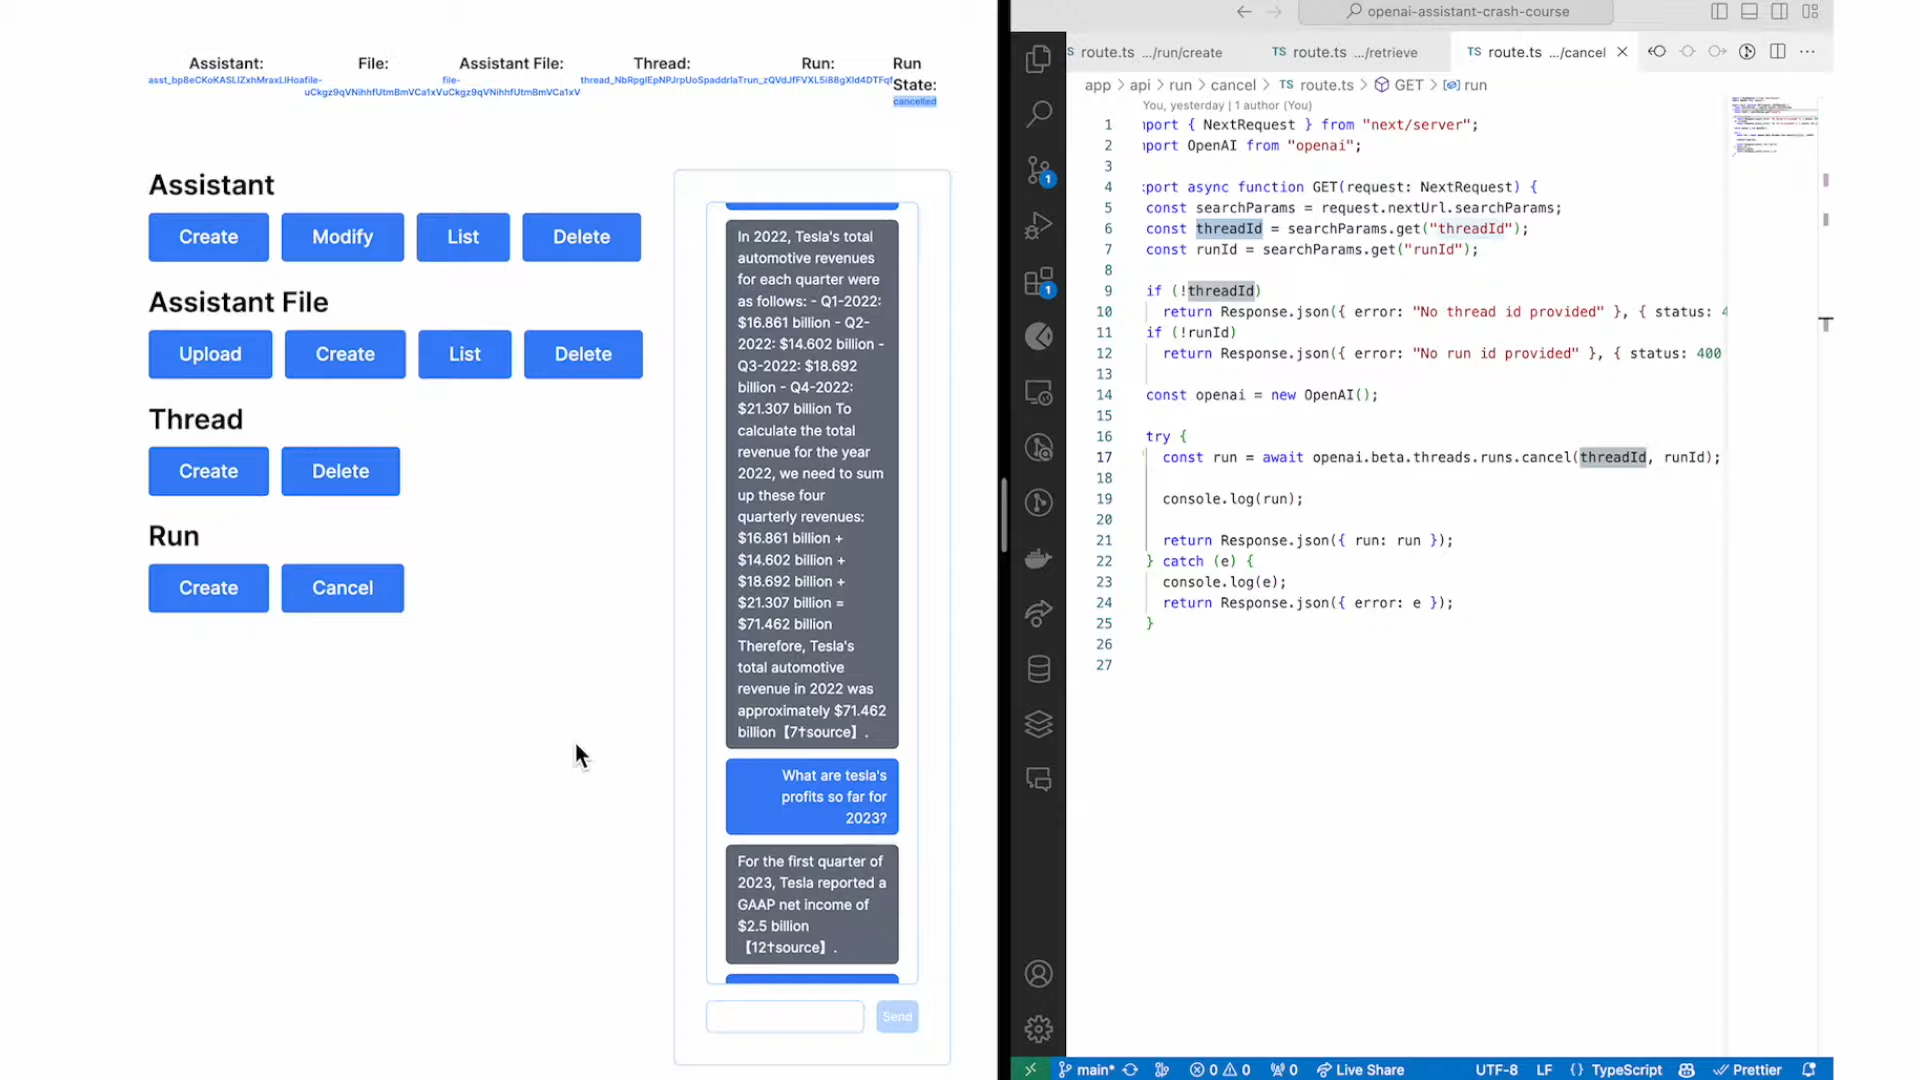 Assistant:
File:
Assistant File:
Thread:
Run:
Run State:
cancelled
Assistant
Create
Modify
List
Delete
Assistant File
Upload
Create
List
Delete
Thread
Create
Delete
Run
Create
Cancel
In 2022, Tesla's total
automotive revenues
for each quarter were
as follows: - Q1-2022:
$16.861 billion - Q2-
2022: $14.602 billion -
Q3-2022: $18.692
billion - Q4-2022:
$21.307 billion To
calculate the total
revenue for the year
2022, we need to sum
up these four
quarterly revenues:
$16.861 billion +
$14.602 billion +
$18.692 billion +
$21.307 billion =
$71.462 billion
Therefore, Tesla's
total automotive
revenue in 2022 was
approximately $71.462
billion【7†source】.
What are tesla's
profits so far for
2023?
For the first quarter of
2023, Tesla reported a
GAAP net income of
$2.5 billion
【12†source】.
Send
openai-assistant-crash-course
route.ts .../run/create
TS route.ts .../retrieve
TS route.ts .../cancel
app > api > run > cancel > TS route.ts > GET > run
You, yesterday | 1 author (You)
1 port { NextRequest } from "next/server";
2 port OpenAI from "openai";
3
4 port async function GET(request: NextRequest) {
5 const searchParams = request.nextUrl.searchParams;
6 const threadId = searchParams.get("threadId");
7 const runId = searchParams.get("runId");
8
9 if (!threadId)
10 return Response.json({ error: "No thread id provided" }, { status: 4
11 if (!runId)
12 return Response.json({ error: "No run id provided" }, { status: 400
13
14 const openai = new OpenAI();
15
16 try {
17 const run = await openai.beta.threads.runs.cancel(threadId, runId);
18
19 console.log(run);
20
21 return Response.json({ run: run });
22 } catch (e) {
23 console.log(e);
24 return Response.json({ error: e });
25 }
26
27
1
1
main* 0 0 0 Live Share UTF-8 LF {} TypeScript Prettier